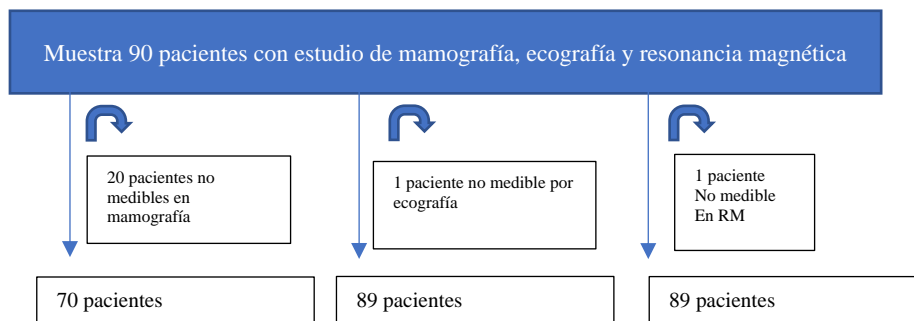 Muestra 90 pacientes con estudio de mamografía, ecografía y resonancia magnética
20 pacientes no
medibles en
mamografía
1 paciente no medible por
ecografía
1 paciente
No medible
En RM
70 pacientes
89 pacientes
89 pacientes